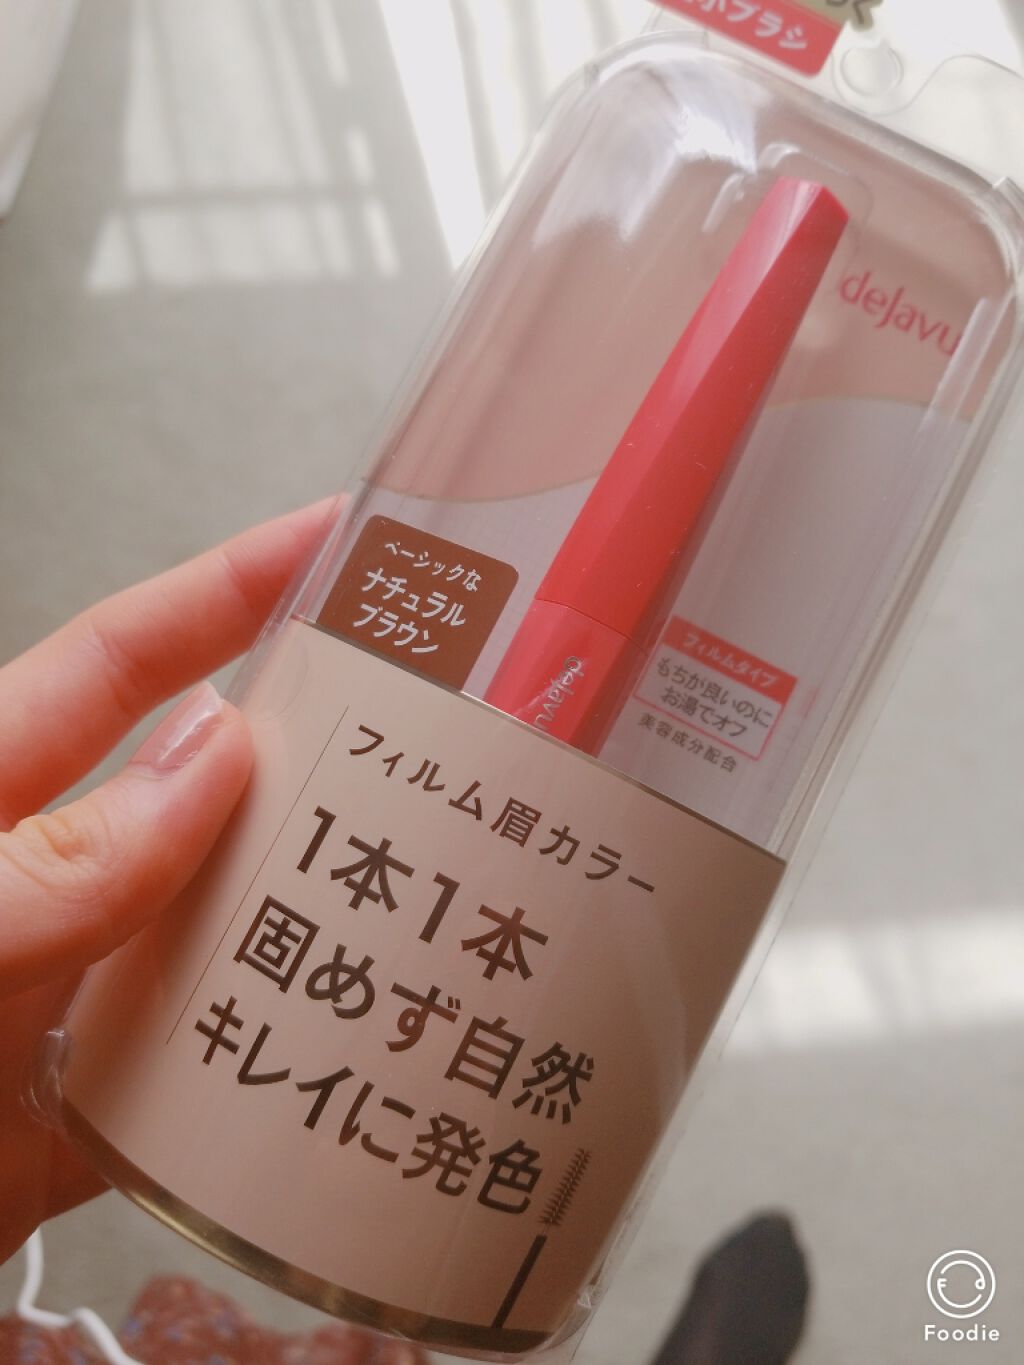 ブラシ
dejavu
ベーシックな
ナチュラル
ブラウン
dejavu
フィルムタイプ
もちが良いのに
お湯でオフ
美容成分配合
フィルム眉カラー
1本1本
固めず自然
キレイに発色
Foodie